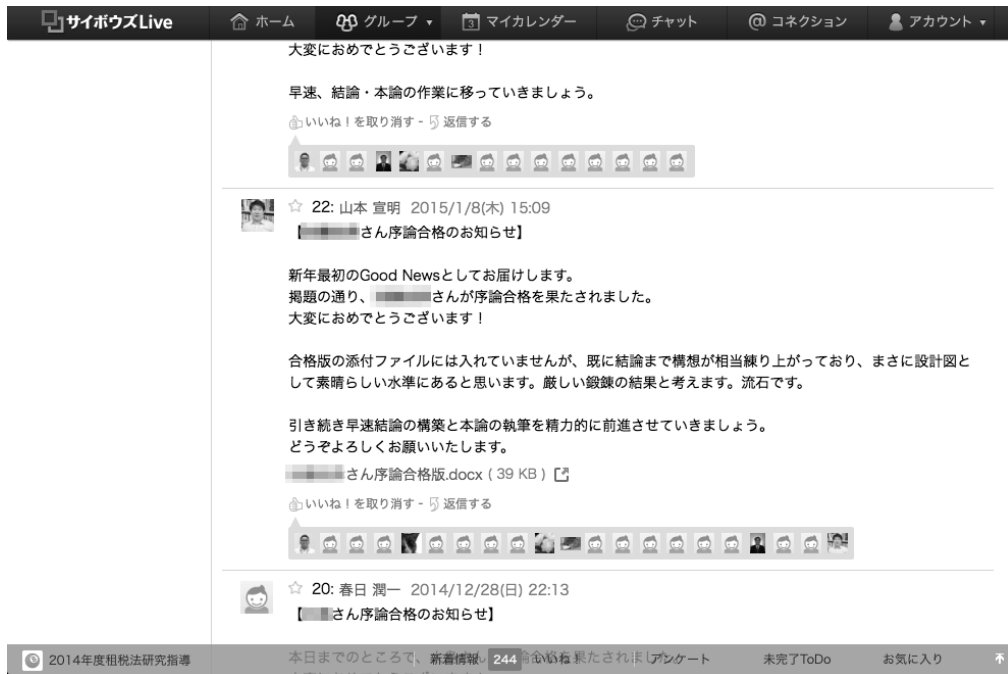 サイボウズLive ホーム グループ ▼ 3 マイカレンダー チャット @ コネクション アカウント ▼
大変におめでとうございます！
早速、結論・本論の作業に移っていきましょう。
いいね！を取り消す - 返信する
☆ 22: 山本 宣明 2015/1/8(木) 15:09
【 さん序論合格のお知らせ】
新年最初のGood Newsとしてお届けします。
掲題の通り、 さんが序論合格を果たされました。
大変におめでとうございます！
合格版の添付ファイルには入れていませんが、既に結論まで構想が相当練り上がっており、まさに設計図と
して素晴らしい水準にあると思います。厳しい鍛錬の結果と考えます。流石です。
引き続き早速結論の構築と本論の執筆を精力的に前進させていきましょう。
どうぞよろしくお願いいたします。
さん序論合格版.docx ( 39 KB )
いいね！を取り消す - 返信する
☆ 20: 春日 潤一 2014/12/28(日) 22:13
【 さん序論合格のお知らせ】
本日までのところで、
2014年度租税法研究指導 新着情報 244 いいね！ アンケート 未完了ToDo お気に入り